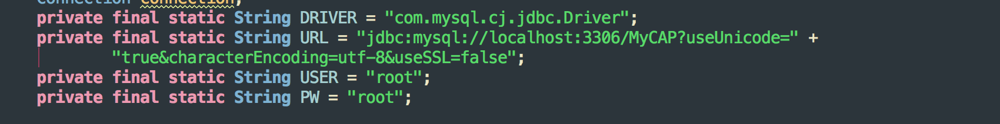 Connection connection;
private final static String DRIVER = "com.mysql.cj.jdbc.Driver";
private final static String URL = "jdbc:mysql://localhost:3306/MyCAP?useUnicode=" +
"true&characterEncoding=utf-8&useSSL=false";
private final static String USER = "root";
private final static String PW = "root";